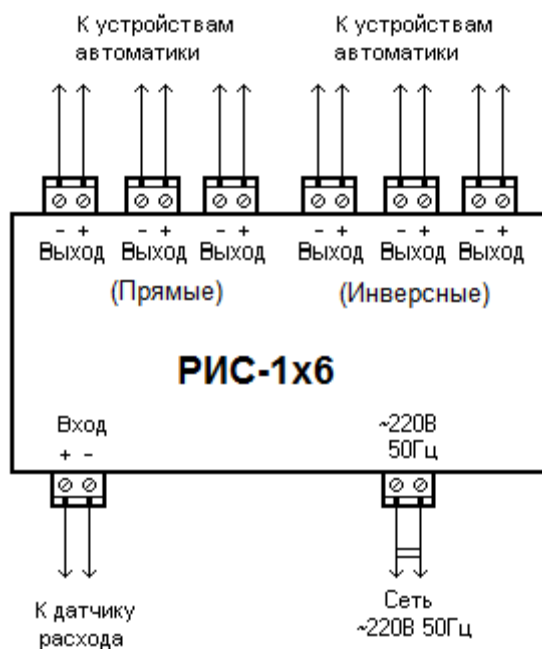 К устройствам
автоматики
К устройствам
автоматики
- + - + - + - + - + - +
Выход Выход Выход Выход Выход Выход
(Прямые) (Инверсные)
РИС-1х6
Вход
+ -
~220В
50Гц
К датчику
расхода
Сеть
~220В 50Гц